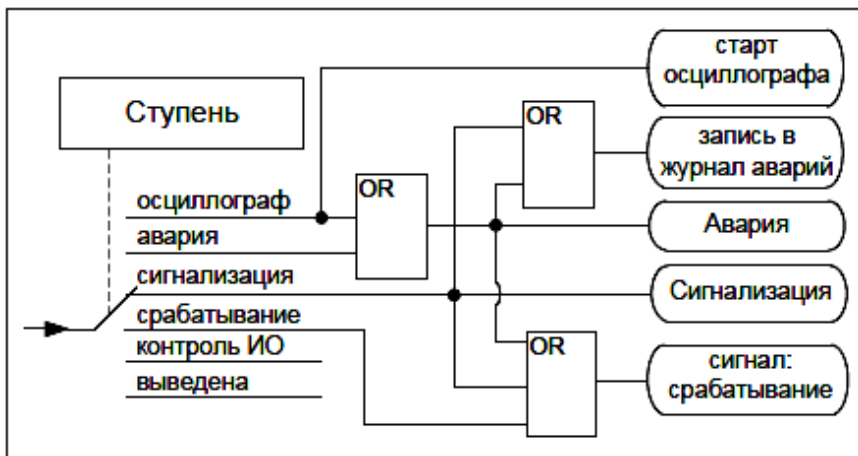 старт
осциллографа
Ступень
OR
запись в
журнал аварий
осциллограф
OR
авария
Авария
сигнализация
Сигнализация
срабатывание
OR
контроль ИО
сигнал:
срабатывание
выведена